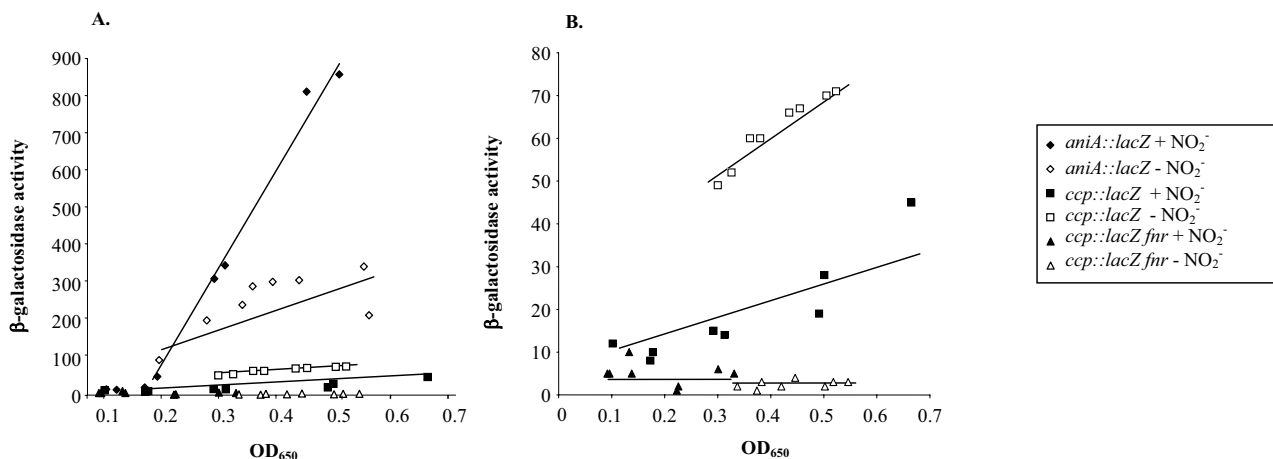 A.
β-galactosidase activity
900
800
700
600
500
400
300
200
100
0
0.1
0.2
0.3
0.4
0.5
0.6
0.7
OD650
B.
β-galactosidase activity
80
70
60
50
40
30
20
10
0
0
0.1
0.2
0.3
0.4
0.5
0.6
0.7
OD650
aniA::lacZ + NO2-
aniA::lacZ - NO2-
ccp::lacZ + NO2-
ccp::lacZ - NO2-
ccp::lacZ fnr + NO2-
ccp::lacZ fnr - NO2-